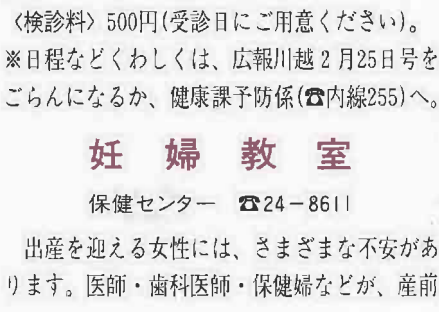 〈検診料〉500円(受診日にご用意ください)。
※日程などくわしくは、広報川越2月25日号を
ごらんになるか、健康課予防係(☎内線255)へ。
妊婦教室
保健センター ☎24-8611
出産を迎える女性には、さまざまな不安があ
ります。医師・歯科医師・保健婦などが、産前